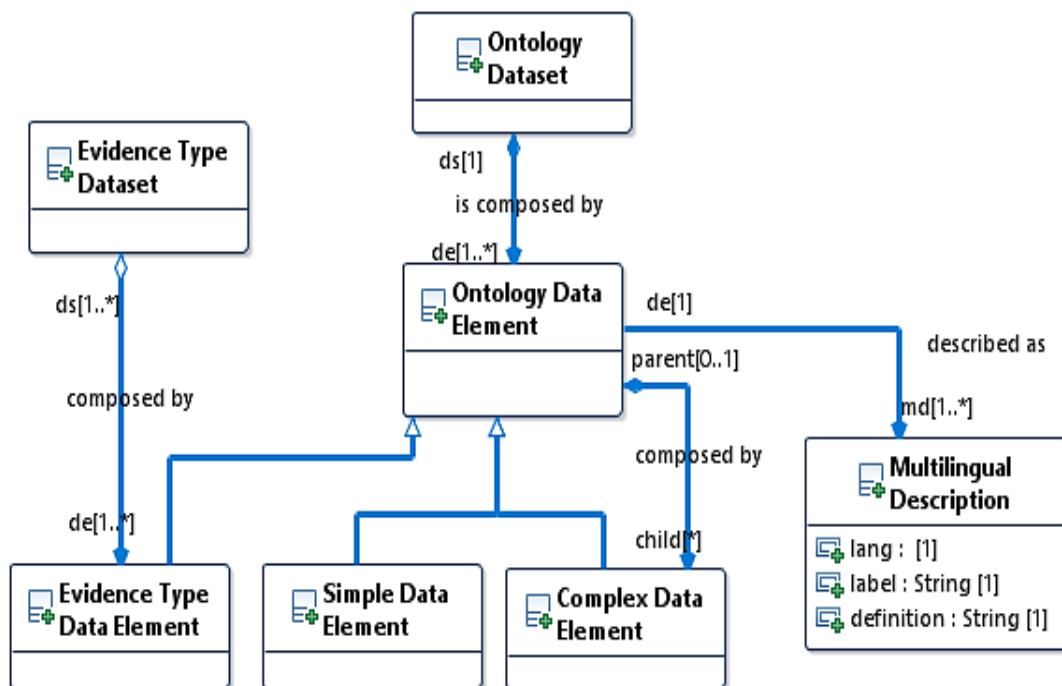 Ontology
Dataset
Evidence Type
Dataset
ds[1]
is composed by
de[1..*]
ds[1..*]
Ontology Data
Element
de[1]
described as
parent[0..1]
composed by
md[1..*]
composed by
Multilingual
Description
de[1..*]
child[*]
lang : [1]
label : String [1]
definition : String [1]
Evidence Type
Data Element
Simple Data
Element
Complex Data
Element